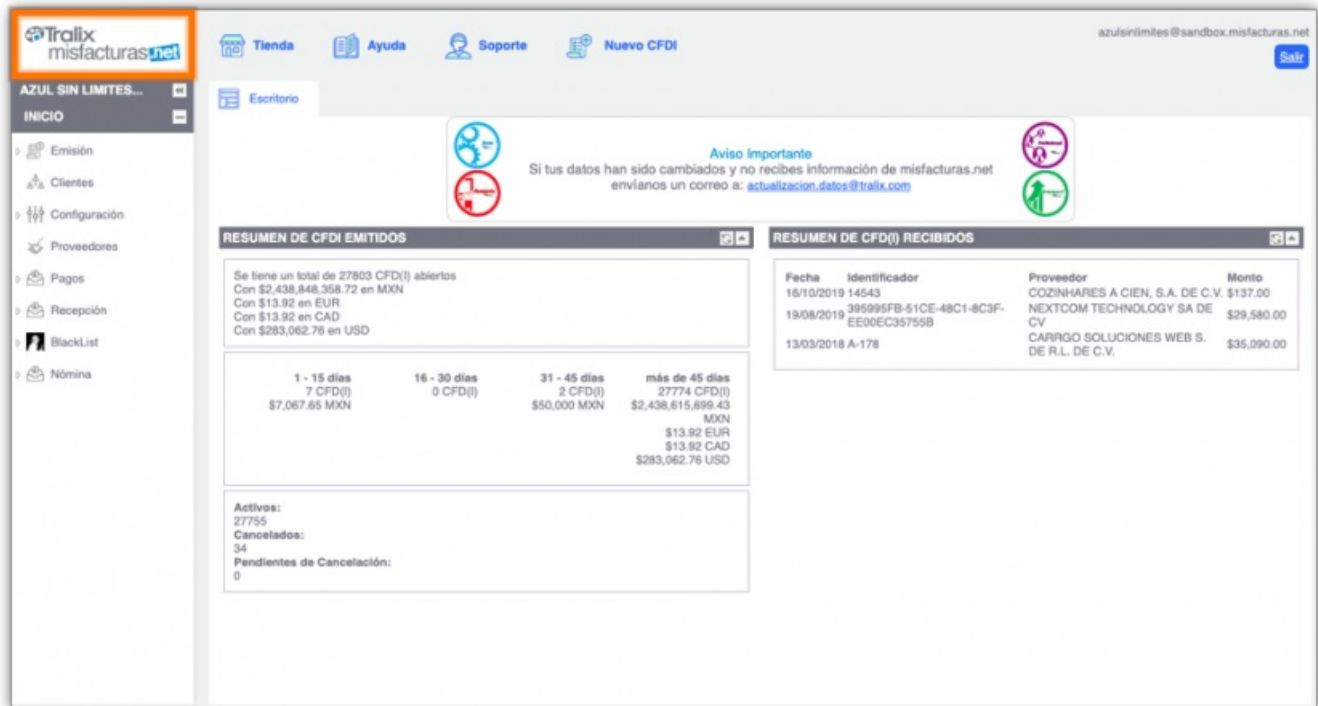 Tralix
misfacturas.net
Tienda
Ayuda
Soporte
Nuevo CFDI
azulsinlimites@sandbox.misfacturas.net
Salir
AZUL SIN LIMITES...
INICIO
Emisión
Clientes
Configuración
Proveedores
Pagos
Recepción
BlackList
Nómina
Escritorio
Aviso Importante
Si tus datos han sido cambiados y no recibes información de misfacturas.net
envíanos un correo a: actualizacion.datos@tralix.com
RESUMEN DE CFDI EMITIDOS
Se tiene un total de 27803 CFD(I) abiertos
Con $2,438,848,358.72 en MXN
Con $13.92 en EUR
Con $13.92 en CAD
Con $283,062.76 en USD
1 - 15 días 16 - 30 días 31 - 45 días más de 45 días
7 CFD(I) 0 CFD(I) 2 CFD(I) 27774 CFD(I)
$7,067.65 MXN $50,000 MXN $2,438,615,699.43
MXN
$13.92 EUR
$13.92 CAD
$283,062.76 USD
Activos:
27755
Cancelados:
34
Pendientes de Cancelación:
0
RESUMEN DE CFD(I) RECIBIDOS
Fecha Identificador Proveedor Monto
16/10/2019 14543 COZINHARES A CIEN, S.A. DE C.V. $137.00
19/08/2019 395995FB-51CE-48C1-8C3F-
EE00EC35755B NEXTCOM TECHNOLOGY SA DE
CV $29,580.00
13/03/2018 A-178 CARRGO SOLUCIONES WEB S.
DE R.L. DE C.V. $35,090.00